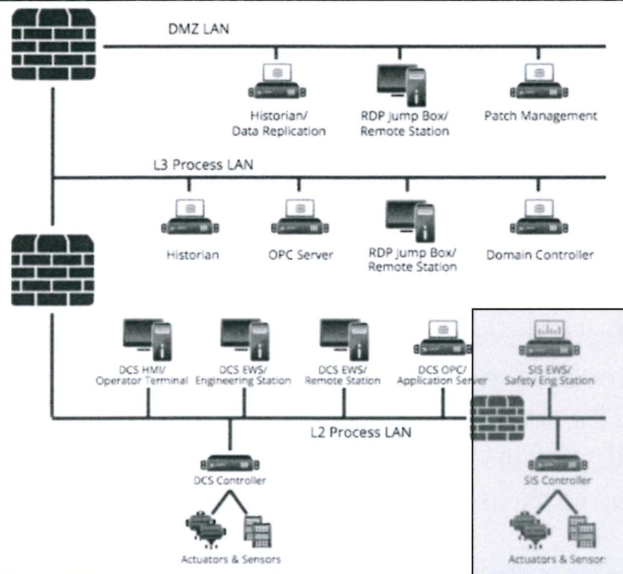 DMZ LAN
Historian/
Data Replication
RDP Jump Box/
Remote Station
Patch Management
L3 Process LAN
Historian
OPC Server
RDP Jump Box/
Remote Station
Domain Controller
DCS HMI/
Operator Terminal
DCS EWS/
Engineering Station
DCS EWS/
Remote Station
DCS OPC/
Application Server
SIS EWS/
Safety Eng Station
L2 Process LAN
DCS Controller
SIS Controller
Actuators & Sensors
Actuators & Sensor